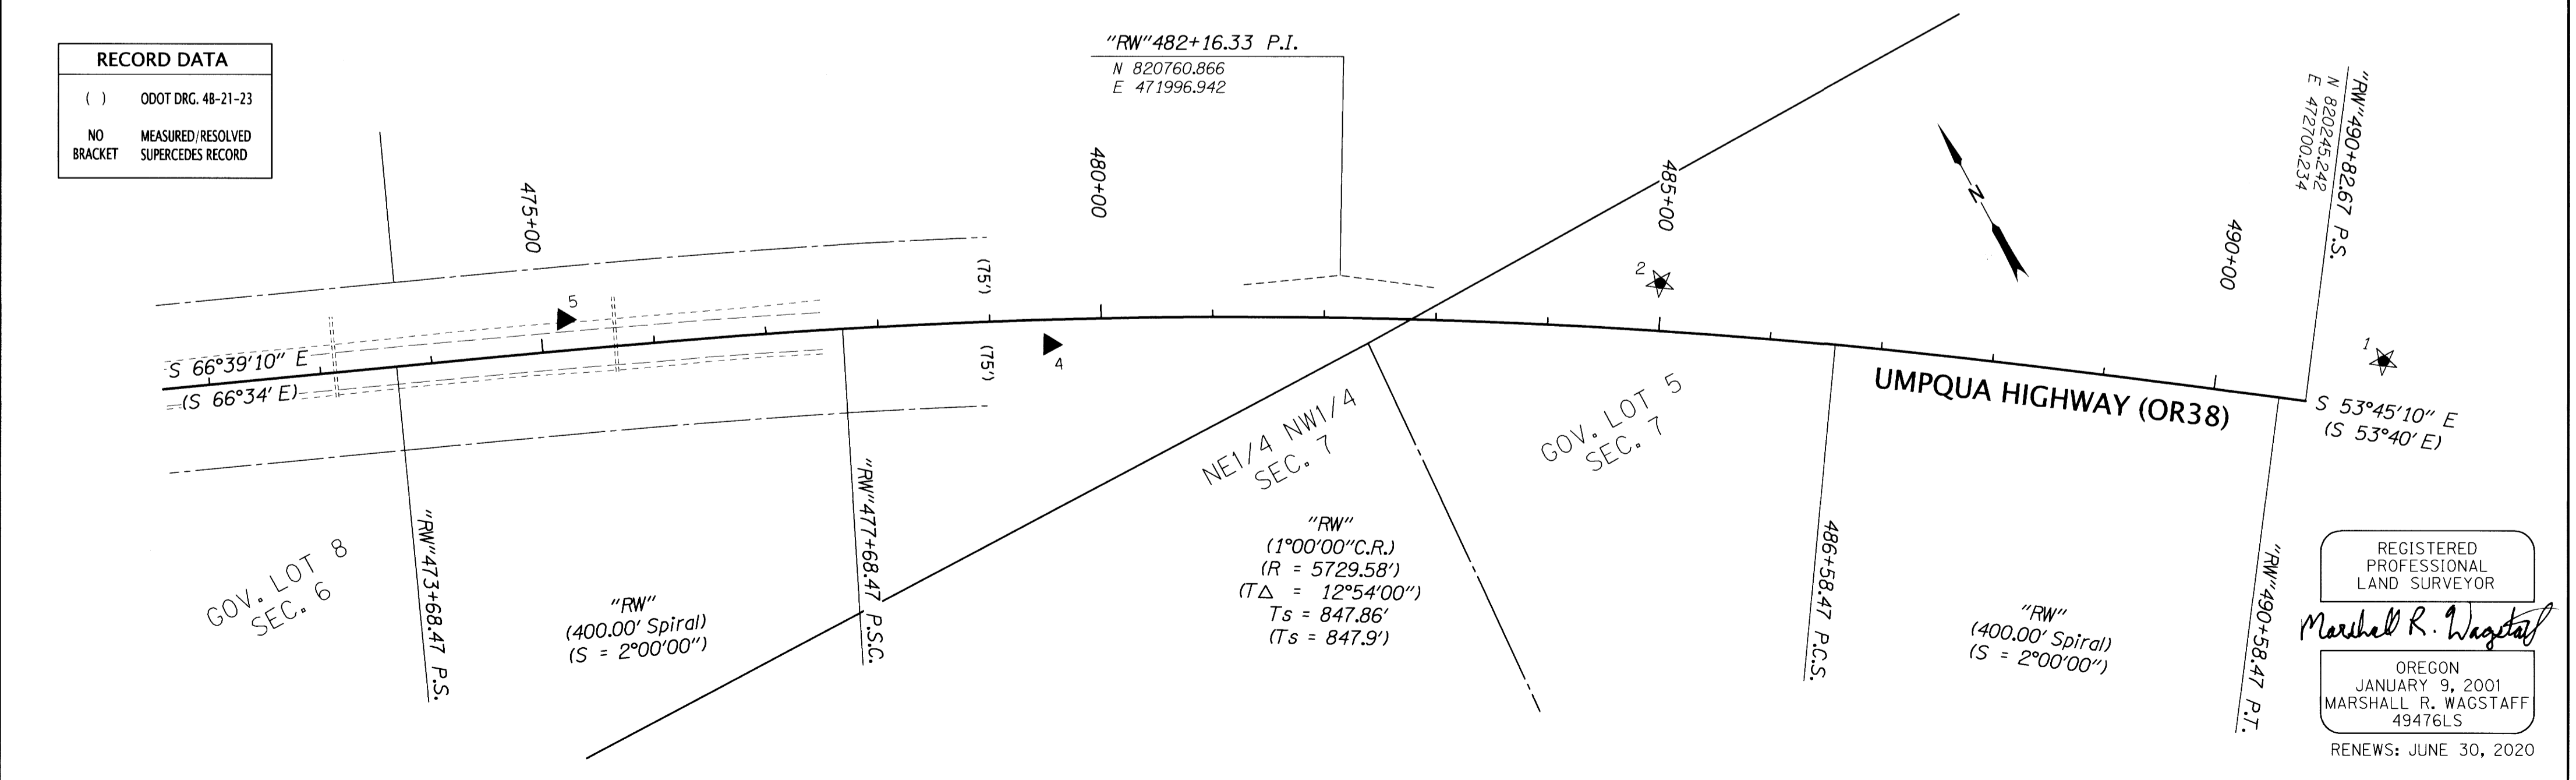 RECORD DATA
( ) ODOT DRG. 4B-21-23
NO BRACKET MEASURED/RESOLVED
SUPERCEDES RECORD
"RW"482+16.33 P.I.
N 820760.866
E 471996.942
475+00
480+00
485+00
490+00
"RW"490+82.67 P.S.
N 820245.242
E 472700.234
N
(75')
(75')
5
4
2
1
S 66°39'10" E
(S 66°34' E)
UMPQUA HIGHWAY (OR38)
S 53°45'10" E
(S 53°40' E)
GOV. LOT 8
SEC. 6
NE1/4 NW1/4
SEC. 7
GOV. LOT 5
SEC. 7
"RW"473+68.47 P.S.
"RW"
(400.00' Spiral)
(S = 2°00'00")
"RW"477+68.47 P.S.C.
"RW"
(1°00'00"C.R.)
(R = 5729.58')
(T△ = 12°54'00")
Ts = 847.86'
(Ts = 847.9')
486+58.47 P.C.S.
"RW"
(400.00' Spiral)
(S = 2°00'00")
"RW"490+58.47 P.T.
REGISTERED
PROFESSIONAL
LAND SURVEYOR
Marshall R. Wagstaff
OREGON
JANUARY 9, 2001
MARSHALL R. WAGSTAFF
49476LS
RENEWS: JUNE 30, 2020